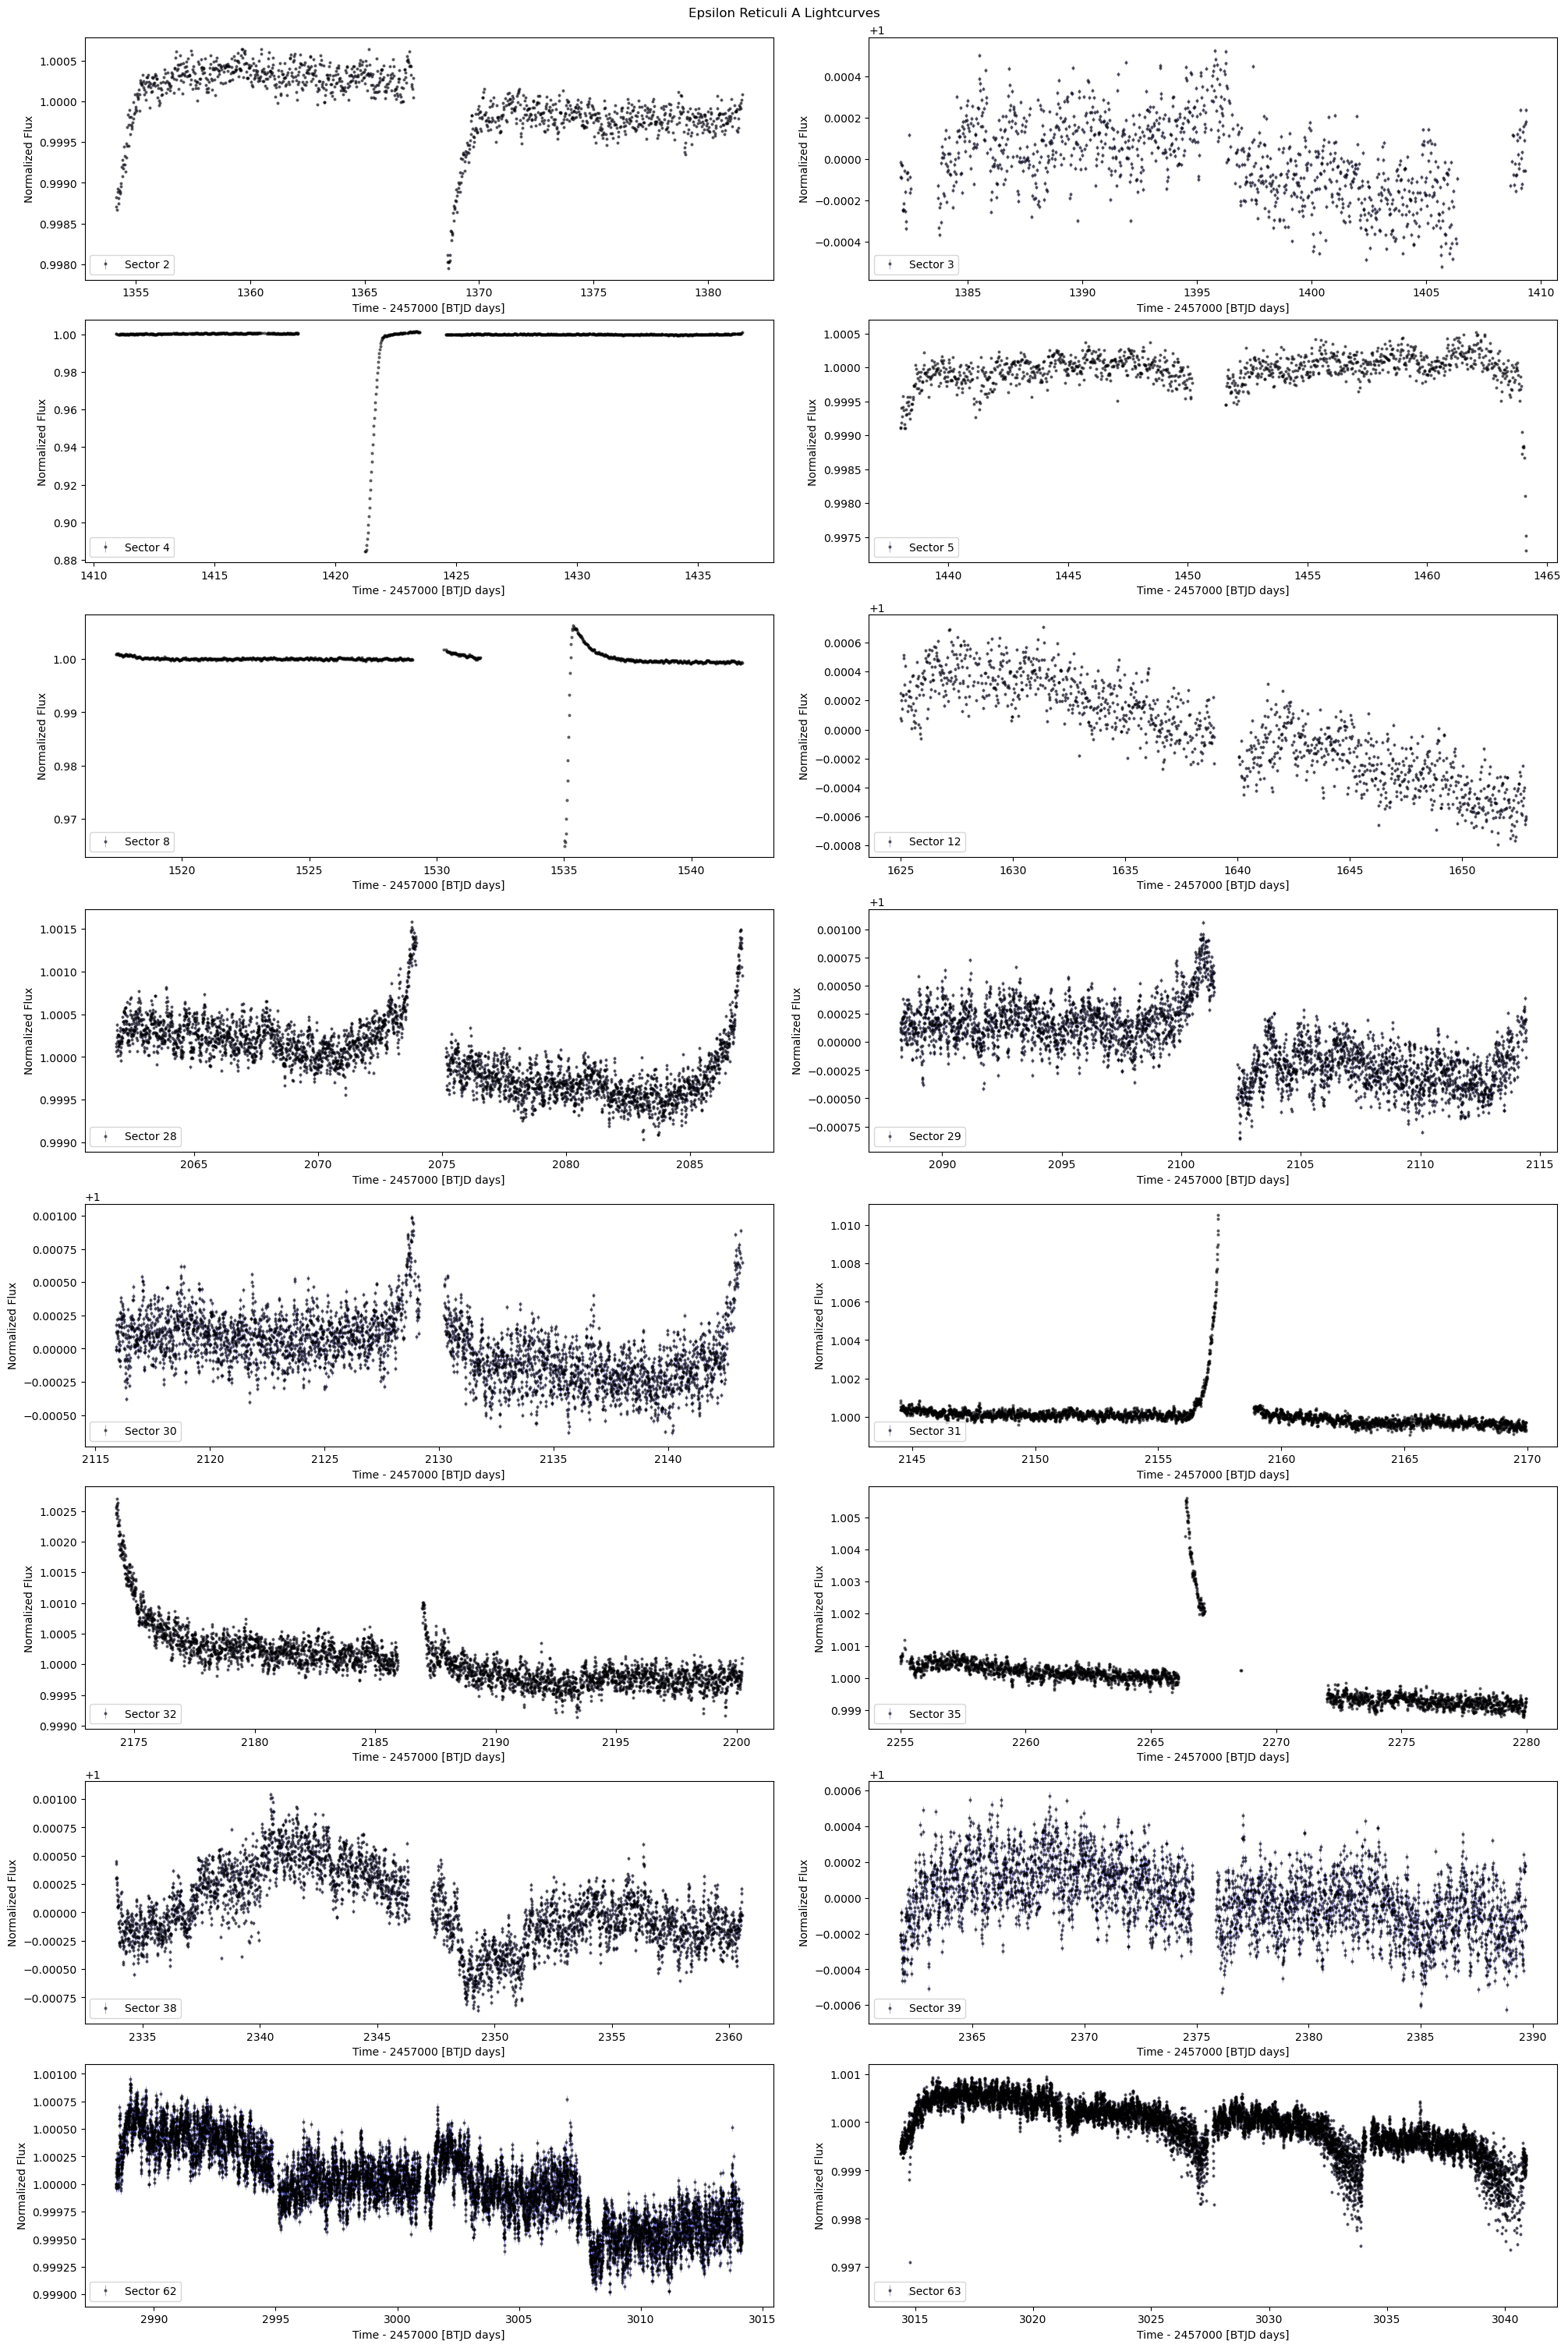 Epsilon Reticuli A Lightcurves
Normalized Flux
1.0005
1.0000
0.9995
0.9990
0.9985
0.9980
Sector 2
1355 1360 1365 1370 1375 1380
Time - 2457000 [BTJD days]
+1
Normalized Flux
0.0004
0.0002
0.0000
−0.0002
−0.0004
Sector 3
1385 1390 1395 1400 1405 1410
Time - 2457000 [BTJD days]
Normalized Flux
1.00
0.98
0.96
0.94
0.92
0.90
0.88
Sector 4
1410 1415 1420 1425 1430 1435
Time - 2457000 [BTJD days]
Normalized Flux
1.0005
1.0000
0.9995
0.9990
0.9985
0.9980
0.9975
Sector 5
1440 1445 1450 1455 1460 1465
Time - 2457000 [BTJD days]
Normalized Flux
1.00
0.99
0.98
0.97
Sector 8
1520 1525 1530 1535 1540
Time - 2457000 [BTJD days]
+1
Normalized Flux
0.0006
0.0004
0.0002
0.0000
−0.0002
−0.0004
−0.0006
−0.0008
Sector 12
1625 1630 1635 1640 1645 1650
Time - 2457000 [BTJD days]
Normalized Flux
1.0015
1.0010
1.0005
1.0000
0.9995
0.9990
Sector 28
2065 2070 2075 2080 2085
Time - 2457000 [BTJD days]
+1
Normalized Flux
0.00100
0.00075
0.00050
0.00025
0.00000
−0.00025
−0.00050
−0.00075
Sector 29
2090 2095 2100 2105 2110 2115
Time - 2457000 [BTJD days]
+1
Normalized Flux
0.00100
0.00075
0.00050
0.00025
0.00000
−0.00025
−0.00050
Sector 30
2115 2120 2125 2130 2135 2140
Time - 2457000 [BTJD days]
Normalized Flux
1.010
1.008
1.006
1.004
1.002
1.000
Sector 31
2145 2150 2155 2160 2165 2170
Time - 2457000 [BTJD days]
Normalized Flux
1.0025
1.0020
1.0015
1.0010
1.0005
1.0000
0.9995
0.9990
Sector 32
2175 2180 2185 2190 2195 2200
Time - 2457000 [BTJD days]
Normalized Flux
1.005
1.004
1.003
1.002
1.001
1.000
0.999
Sector 35
2255 2260 2265 2270 2275 2280
Time - 2457000 [BTJD days]
+1
Normalized Flux
0.00100
0.00075
0.00050
0.00025
0.00000
−0.00025
−0.00050
−0.00075
Sector 38
2335 2340 2345 2350 2355 2360
Time - 2457000 [BTJD days]
+1
Normalized Flux
0.0006
0.0004
0.0002
0.0000
−0.0002
−0.0004
−0.0006
Sector 39
2365 2370 2375 2380 2385 2390
Time - 2457000 [BTJD days]
Normalized Flux
1.00100
1.00075
1.00050
1.00025
1.00000
0.99975
0.99950
0.99925
0.99900
Sector 62
2990 2995 3000 3005 3010 3015
Time - 2457000 [BTJD days]
Normalized Flux
1.001
1.000
0.999
0.998
0.997
Sector 63
3015 3020 3025 3030 3035 3040
Time - 2457000 [BTJD days]